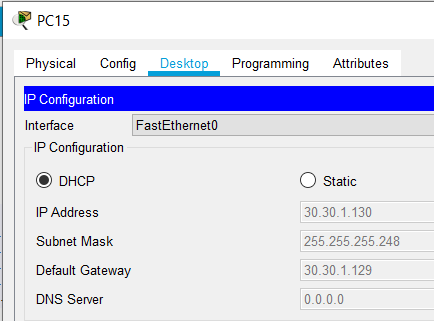 PC15
Physical Config Desktop Programming Attributes
IP Configuration
Interface FastEthernet0
IP Configuration
DHCP Static
IP Address 30.30.1.130
Subnet Mask 255.255.255.248
Default Gateway 30.30.1.129
DNS Server 0.0.0.0